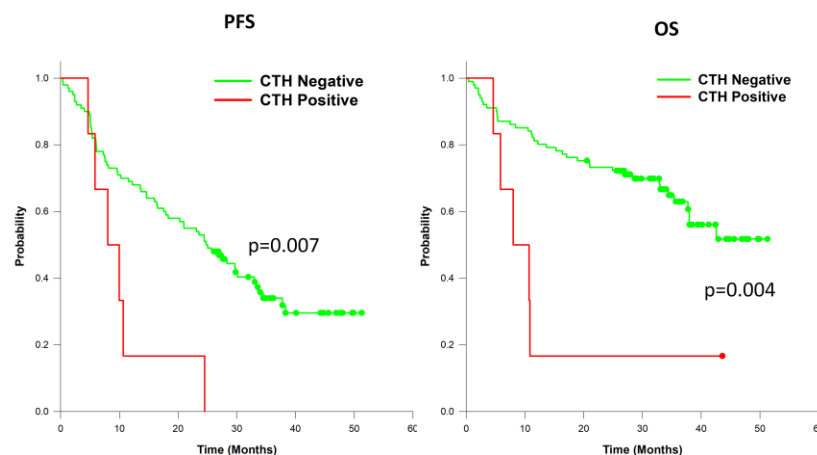 PFS
CTH Negative
CTH Positive
1.0
0.8
0.6
0.4
0.2
0.0
Probability
p=0.007
0
10
20
30
40
50
60
Time (Months)
OS
CTH Negative
CTH Positive
1.0
0.8
0.6
0.4
0.2
0.0
Probability
p=0.004
0
10
20
30
40
50
60
Time (Months)